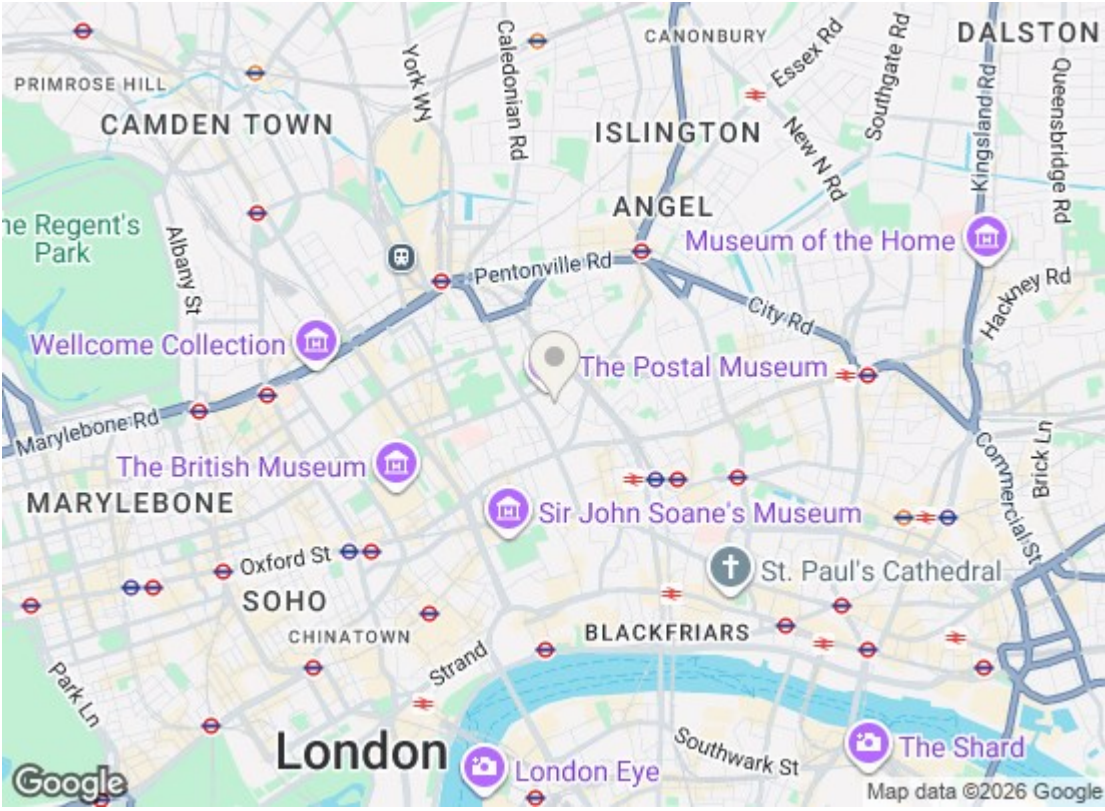 DALSTON
CANONBURY
Essex Rd
Southgate Rd
Queensbridge Rd
York WY
Caledonian Rd
PRIMROSE HILL
CAMDEN TOWN
ISLINGTON
New N Rd
Kingsland Rd
ANGEL
he Regent's
Park
Albany St
Museum of the Home
Pentonville Rd
Hackney Rd
City Rd
Wellcome Collection
The Postal Museum
Marylebone Rd
The British Museum
Commercial St
Brick Ln
MARYLEBONE
Sir John Soane's Museum
Oxford St
St. Paul's Cathedral
SOHO
CHINATOWN
BLACKFRIARS
Strand
Park Ln
London
Southwark St
The Shard
London Eye
Google
Map data ©2026 Google